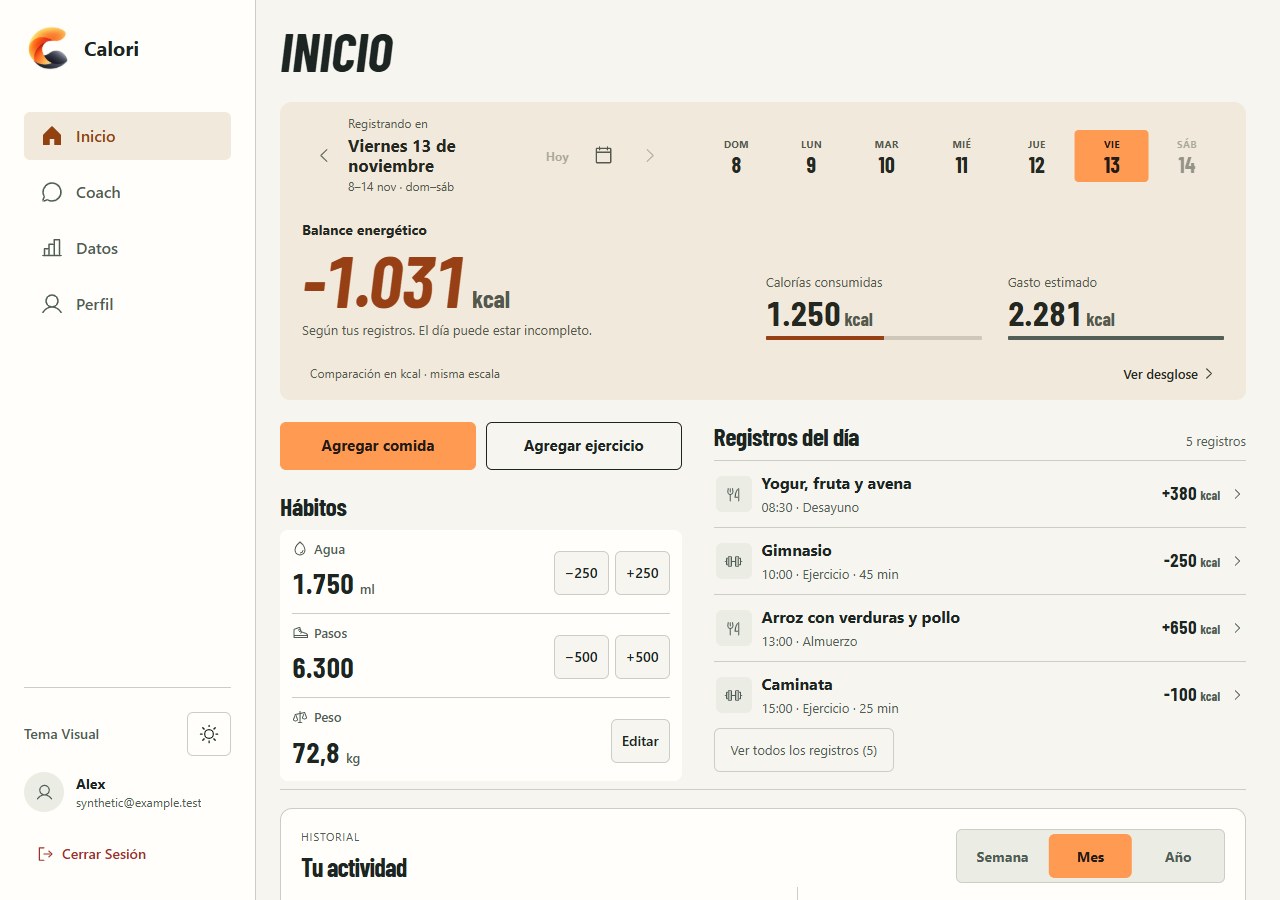 Calori
Inicio
Coach
Datos
Perfil
Tema Visual
Alex
synthetic@example.test
Cerrar Sesión
INICIO
Registrando en
Viernes 13 de
noviembre
8–14 nov · dom–sáb
Hoy
DOM LUN MAR MIÉ JUE VIE SÁB
8 9 10 11 12 13 14
Balance energético
-1.031 kcal
Según tus registros. El día puede estar incompleto.
Calorías consumidas
1.250 kcal
Gasto estimado
2.281 kcal
Comparación en kcal · misma escala
Ver desglose
Agregar comida
Agregar ejercicio
Hábitos
Agua
1.750 ml
−250 +250
Pasos
6.300
−500 +500
Peso
72,8 kg
Editar
Registros del día
5 registros
Yogur, fruta y avena
08:30 · Desayuno
+380 kcal
Gimnasio
10:00 · Ejercicio · 45 min
-250 kcal
Arroz con verduras y pollo
13:00 · Almuerzo
+650 kcal
Caminata
15:00 · Ejercicio · 25 min
-100 kcal
Ver todos los registros (5)
HISTORIAL
Tu actividad
Semana Mes Año